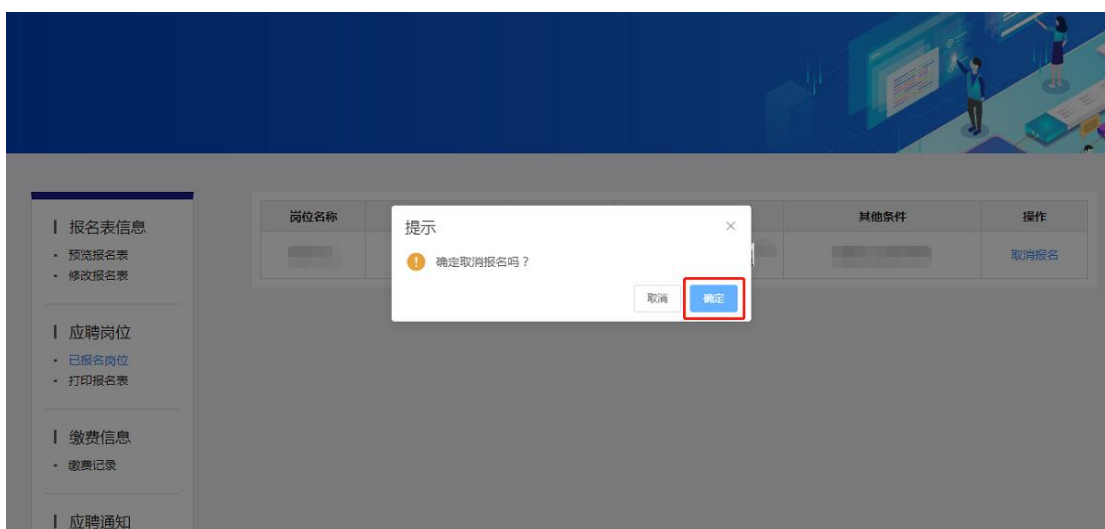 报名表信息
预览报名表
修改报名表
应聘岗位
已报名岗位
打印报名表
缴费信息
缴费记录
应聘通知
岗位名称
其他条件
操作
取消报名
提示
确定取消报名吗？
取消
确定